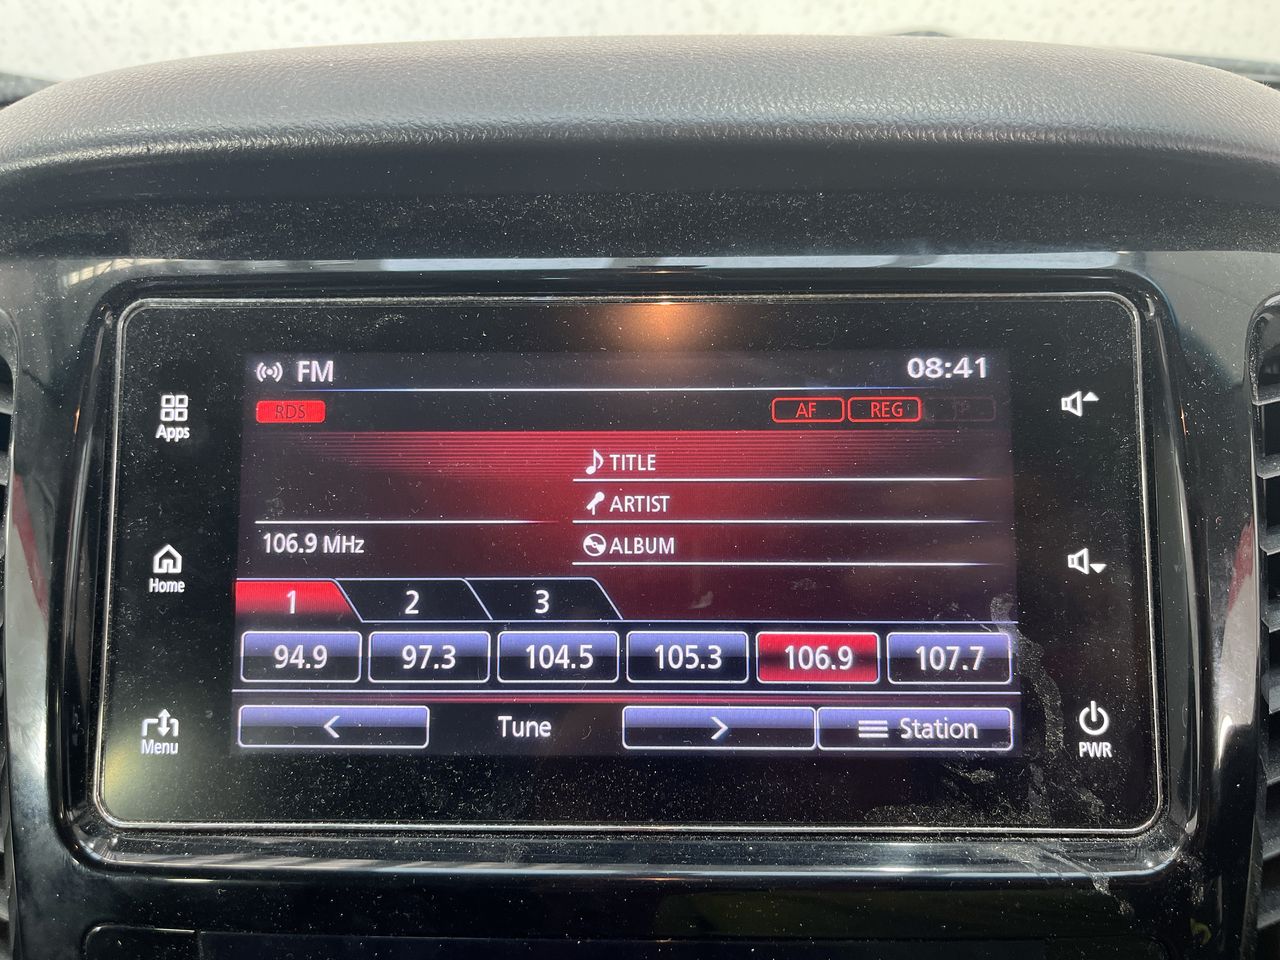 FM 08:41
RDS AF REG
Apps
TITLE
ARTIST
106.9 MHz ALBUM
Home
1 2 3
94.9 97.3 104.5 105.3 106.9 107.7
< Tune > Station
Menu PWR